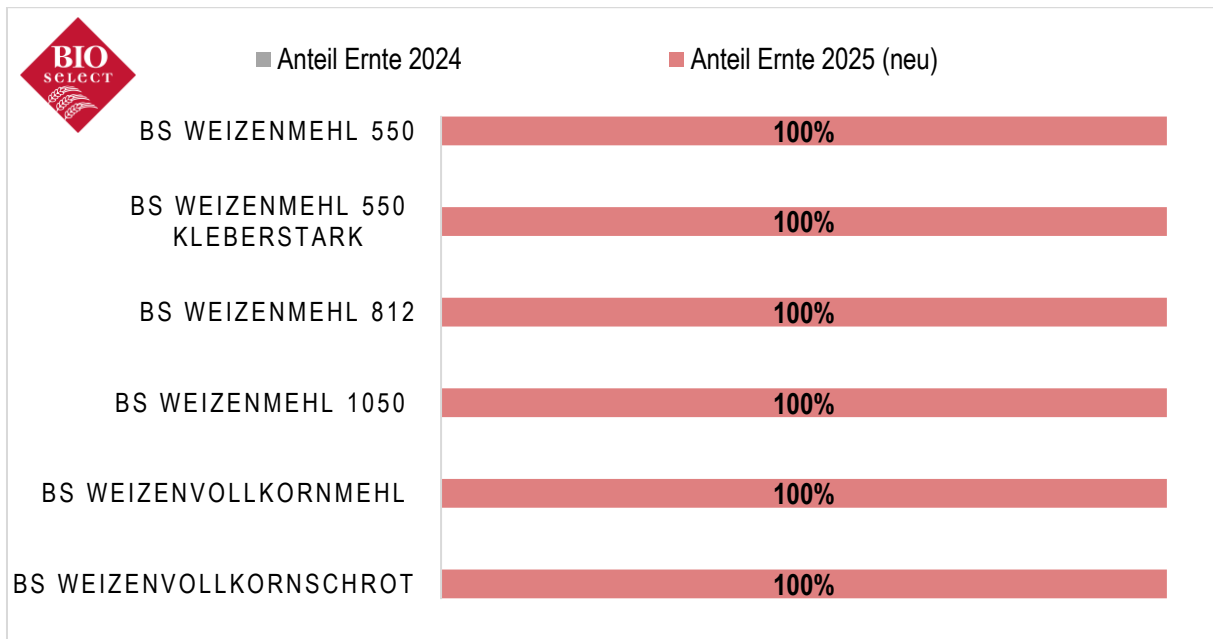 BIO
SELECT
Anteil Ernte 2024
Anteil Ernte 2025 (neu)
BS WEIZENMEHL 550
100%
BS WEIZENMEHL 550
KLEBERSTARK
100%
BS WEIZENMEHL 812
100%
BS WEIZENMEHL 1050
100%
BS WEIZENVOLLKORNMEHL
100%
BS WEIZENVOLLKORNSCHROT
100%